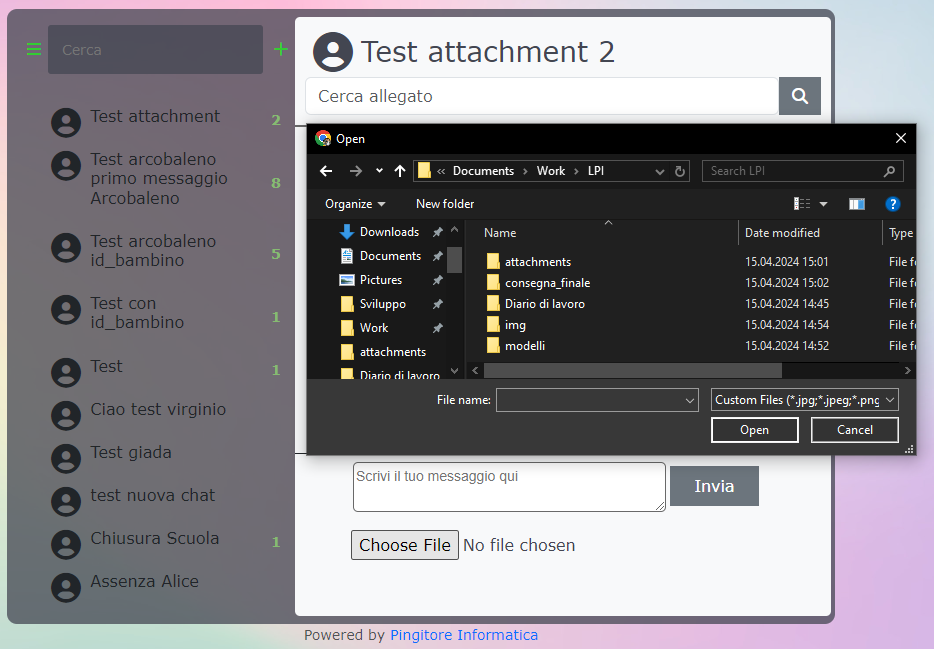 Cerca
Test attachment
2
Test arcobaleno
primo messaggio
Arcobaleno
8
Test arcobaleno
id_bambino
5
Test con
id_bambino
1
Test
1
Ciao test virginio
Test giada
test nuova chat
Chiusura Scuola
1
Assenza Alice
Test attachment 2
Cerca allegato
Open
« Documents › Work › LPI
Search LPI
Organize
New folder
?
Downloads
Documents
Pictures
Sviluppo
Work
attachments
Diario di lavoro
Name Date modified Type
attachments 15.04.2024 15:01 File f
consegna_finale 15.04.2024 15:02 File f
Diario di lavoro 15.04.2024 14:45 File f
img 15.04.2024 14:54 File f
modelli 15.04.2024 14:52 File f
File name:
Custom Files (*.jpg;*.jpeg;*.png
Open
Cancel
Scrivi il tuo messaggio qui
Invia
Choose File No file chosen
Powered by Pingitore Informatica